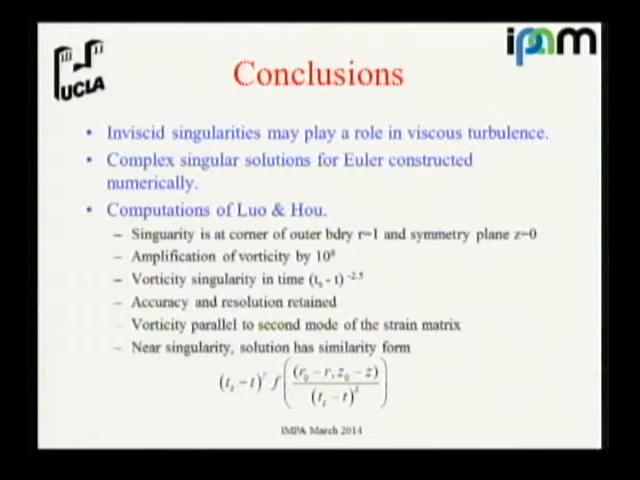 UCLA
ipam
Conclusions
• Inviscid singularities may play a role in viscous turbulence.
• Complex singular solutions for Euler constructed
numerically.
• Computations of Luo & Hou.
– Singuarity is at corner of outer bdry r=1 and symmetry plane z=0
– Amplification of vorticity by 10⁸
– Vorticity singularity in time (tₛ - t) ⁻²·⁵
– Accuracy and resolution retained
– Vorticity parallel to second mode of the strain matrix
– Near singularity, solution has similarity form
IMPA March 2014